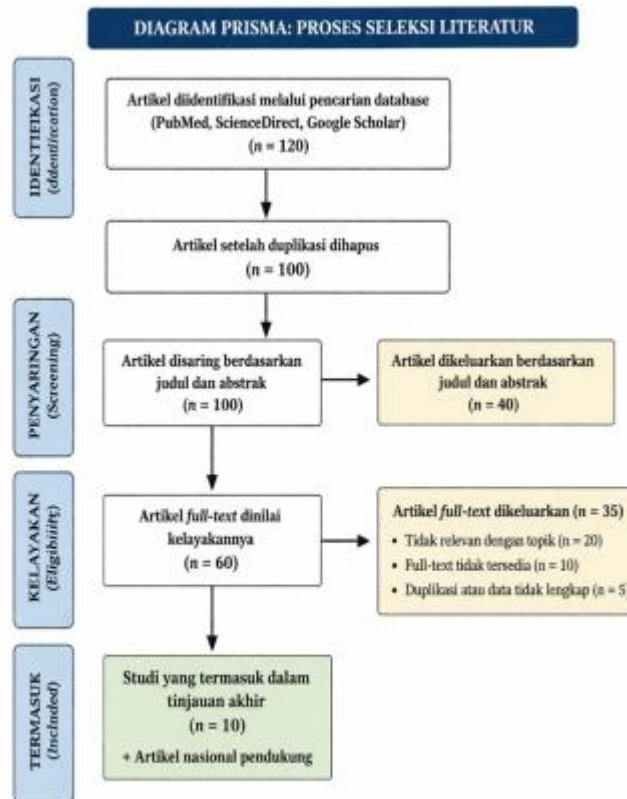 DIAGRAM PRISMA: PROSES SELEKSI LITERATUR
IDENTIFIKASI
(ddentiitcation)
Artikel diidentifikasi melalui pencarian database
(PubMed, ScienceDirect, Google Scholar)
(n = 120)
Artikel setelah duplikasi dihapus
(n = 100)
PENYARINGAN
(Screening)
Artikel disaring berdasarkan
judul dan abstrak
(n = 100)
Artikel dikeluarkan berdasarkan
judul dan abstrak
(n = 40)
KELAYAKAN
(Eligibiiity)
Artikel full-text dinilai
kelayakannya
(n = 60)
Artikel full-text dikeluarkan (n = 35)
• Tidak relevan dengan topik (n = 20)
• Full-text tidak tersedia (n = 10)
• Duplikasi atau data tidak lengkap (n = 5
TERMASUK
(Included)
Studi yang termasuk dalam
tinjauan akhir
(n = 10)
+ Artikel nasional pendukung